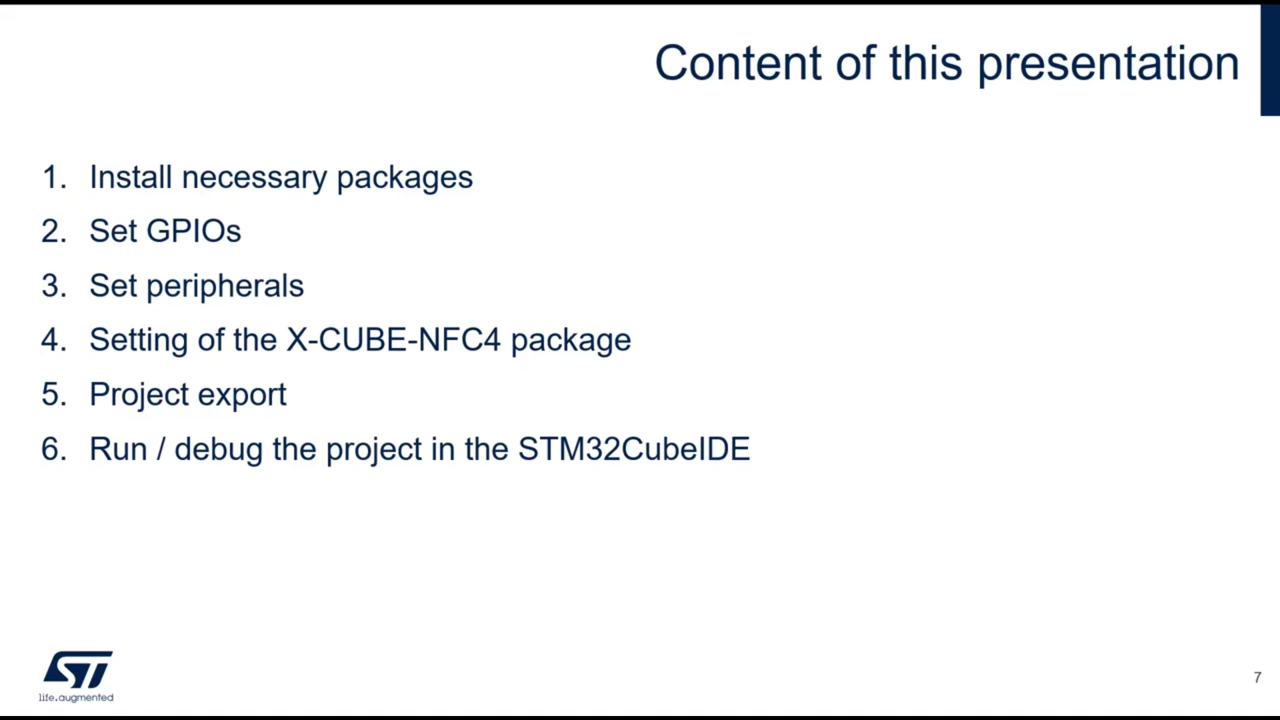 Content of this presentation
1. Install necessary packages
2. Set GPIOs
3. Set peripherals
4. Setting of the X-CUBE-NFC4 package
5. Project export
6. Run / debug the project in the STM32CubeIDE
ST
life.augmented
7